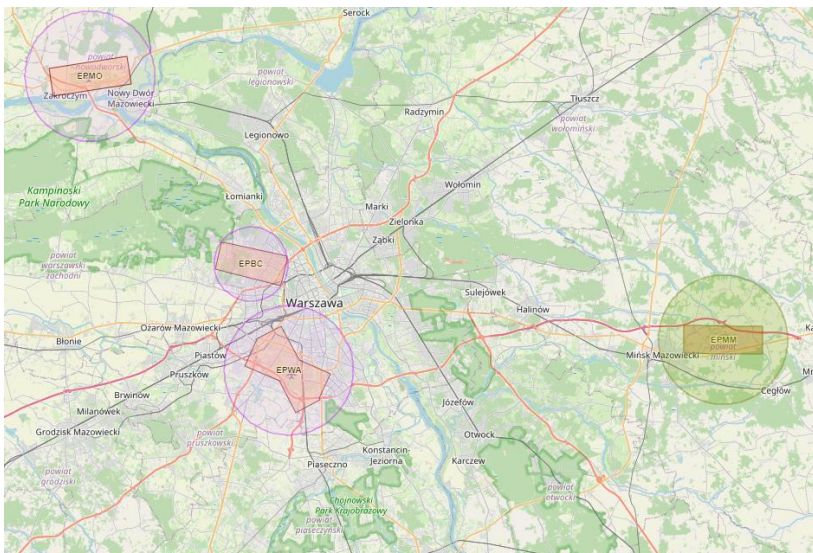 Serock
powiat
nowodworski
EPMO
Zakroczym
Nowy Dwór
Mazowiecki
powiat
legionowski
Tłuszcz
Radzymin
powiat
wołomiński
Legionowo
Kampinoski
Park Narodowy
Łomianki
Wołomin
Marki
Zielonka
Ząbki
powiat
warszawski
zachodni
EPBC
Sulejówek
Warszawa
Halinów
Ożarów Mazowiecki
Błonie
EPMM
powiat
miński
Mińsk Mazowiecki
Piastów
EPWA
Pruszków
Cegłów
Brwinów
Milanówek
Józefów
Grodzisk Mazowiecki
powiat
pruszkowski
Otwock
Konstancin-
Jeziorna
Karczew
Piaseczno
powiat
grodziski
powiat
otwocki
Chojnowski
Park Krajobrazowy
powiat
piaseczyński